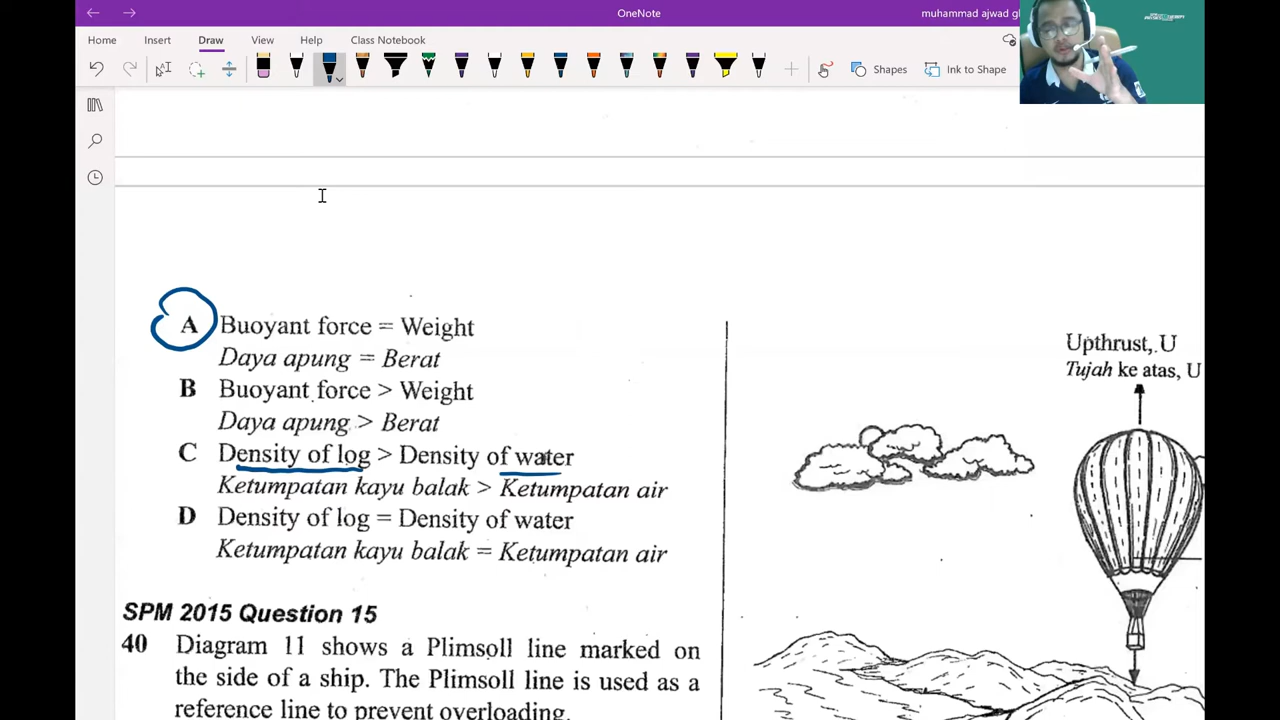 OneNote
muhammad ajwad gh
Home Insert Draw View Help Class Notebook
Shapes Ink to Shape
A Buoyant force = Weight
Daya apung = Berat
B Buoyant force > Weight
Daya apung > Berat
C Density of log > Density of water
Ketumpatan kayu balak > Ketumpatan air
D Density of log = Density of water
Ketumpatan kayu balak = Ketumpatan air
SPM 2015 Question 15
40 Diagram 11 shows a Plimsoll line marked on
the side of a ship. The Plimsoll line is used as a
reference line to prevent overloading.
Upthrust, U
Tujah ke atas, U